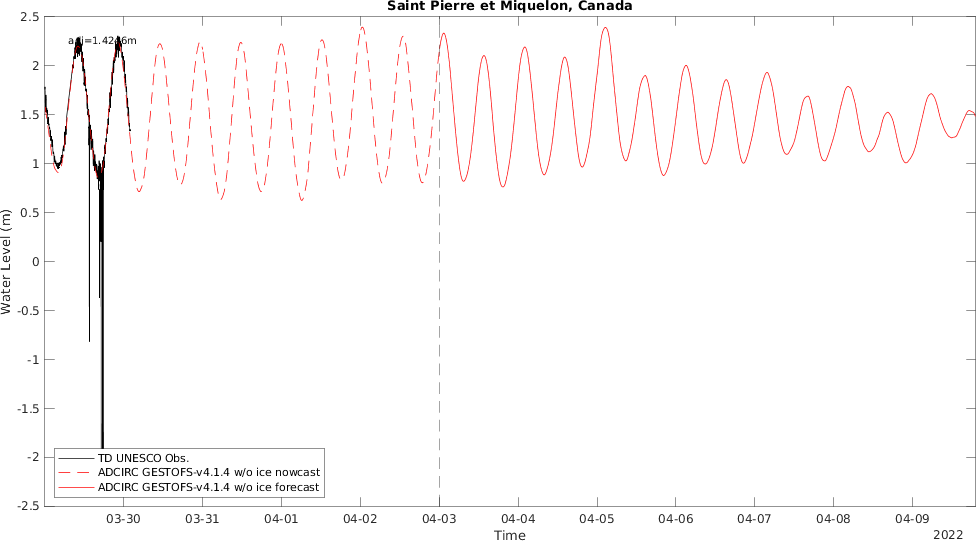 Saint Pierre et Miquelon, Canada
2.5
2
1.5
1
0.5
0
-0.5
-1
-1.5
-2
-2.5
Water Level (m)
TD UNESCO Obs.
ADCIRC GESTOFS-v4.1.4 w/o ice nowcast
ADCIRC GESTOFS-v4.1.4 w/o ice forecast
03-30 03-31 04-01 04-02 04-03 04-04 04-05 04-06 04-07 04-08 04-09
Time
2022